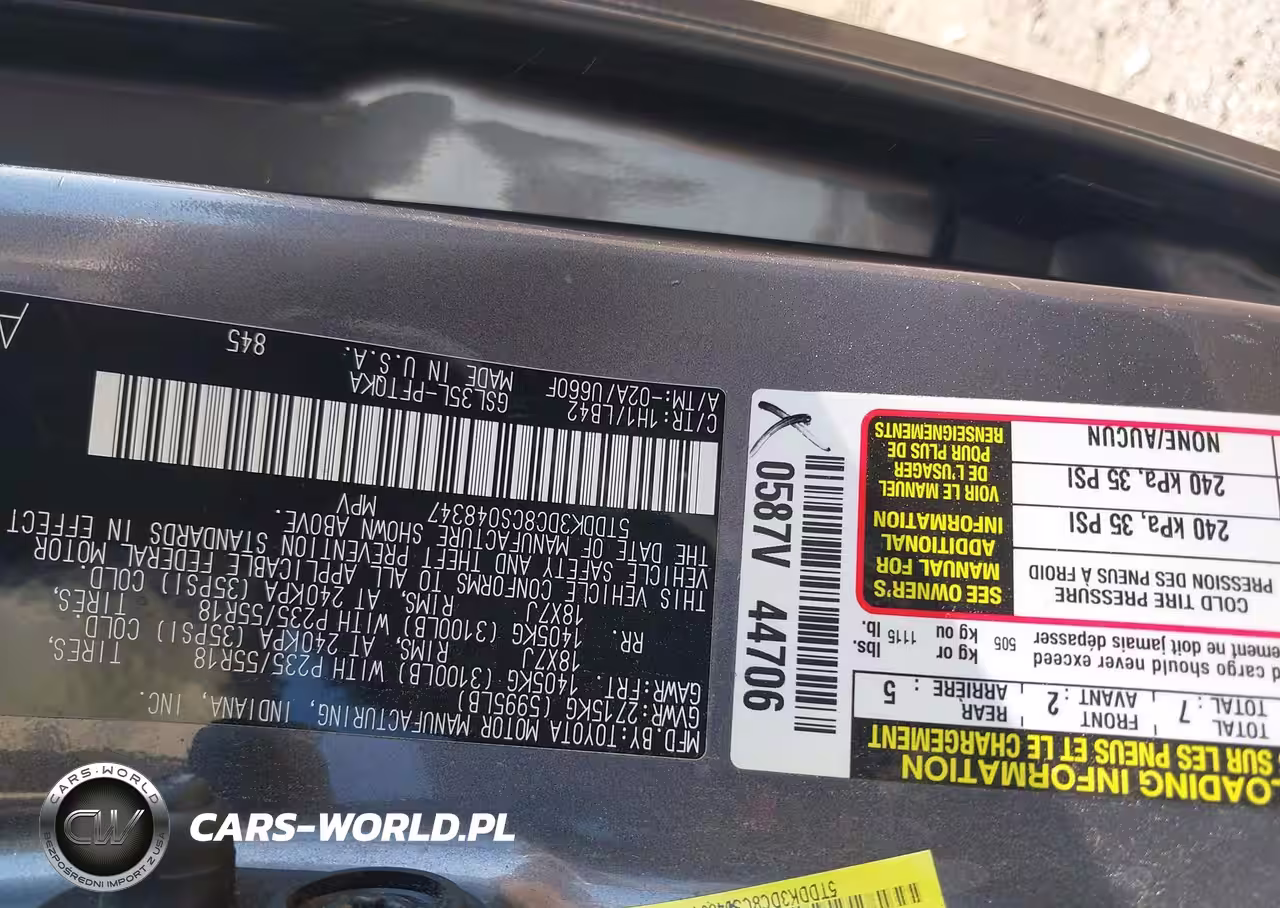 MFD.BY:TOYOTA MOTOR MANUFACTURING, INDIANA, INC.
GVWR:2715KG(5995LB)
GAWR:FRT. 1405KG(3100LB) WITH P235/55R18 TIRES,
18X7J RIMS, AT 240KPA (35PSI) COLD.
RR. 1405KG(3100LB) WITH P235/55R18 TIRES,
18X7J RIMS, AT 240KPA (35PSI) COLD.
THIS VEHICLE CONFORMS TO ALL APPLICABLE FEDERAL MOTOR
VEHICLE SAFETY AND THEFT PREVENTION STANDARDS IN EFFECT
THE DATE OF MANUFACTURE SHOWN ABOVE.
5TDDK3DC8CS048347 MPV
C/TR:1H1/LB42 GSL35L-PFTQKA
A/TM:-02A/U660F MADE IN U.S.A. 845
OADING INFORMATION
SUR LES PNEUS ET LE CHARGEMENT
TOTAL TOTAL : 7 FRONT AVANT : 2 REAR ARRIERE : 5
d cargo should never exceed
ement ne doit jamais dépasser
505 kg or kg ou 1115 lbs. lb.
COLD TIRE PRESSURE
PRESSION DES PNEUS À FROID
240 kPa, 35 PSI
240 kPa, 35 PSI
NONE/AUCUN
SEE OWNER'S
MANUAL FOR
ADDITIONAL
INFORMATION
VOIR LE MANUEL
DE L'USAGER
POUR PLUS DE
RENSEIGNEMENTS
0587V 44706
CARS-WORLD
CW
BEZPOŚREDNI IMPORT Z USA
CARS-WORLD.PL